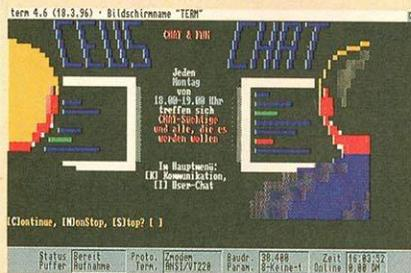 term 4.6 (18.3.96) · Bildschirmname "TERM"
CEUS CHAT
CHAT & FUN
Jeden
Montag
von
18.00-19.00 Uhr
treffen sich
CHAT-Süchtige
und alle, die es
werden wollen
Im Hauptmenü:
[K] Kommunikation,
[I] User-Chat
[C]ontinue, [N]onStop, [S]top? [ ]
Status Bereit Proto. Zmodem Baudr. 38.400 Zeit 16:03:52
Puffer Aufnahme Term. ANSI/VT220 Param. 8-Keine-1 Online 0,00 DM